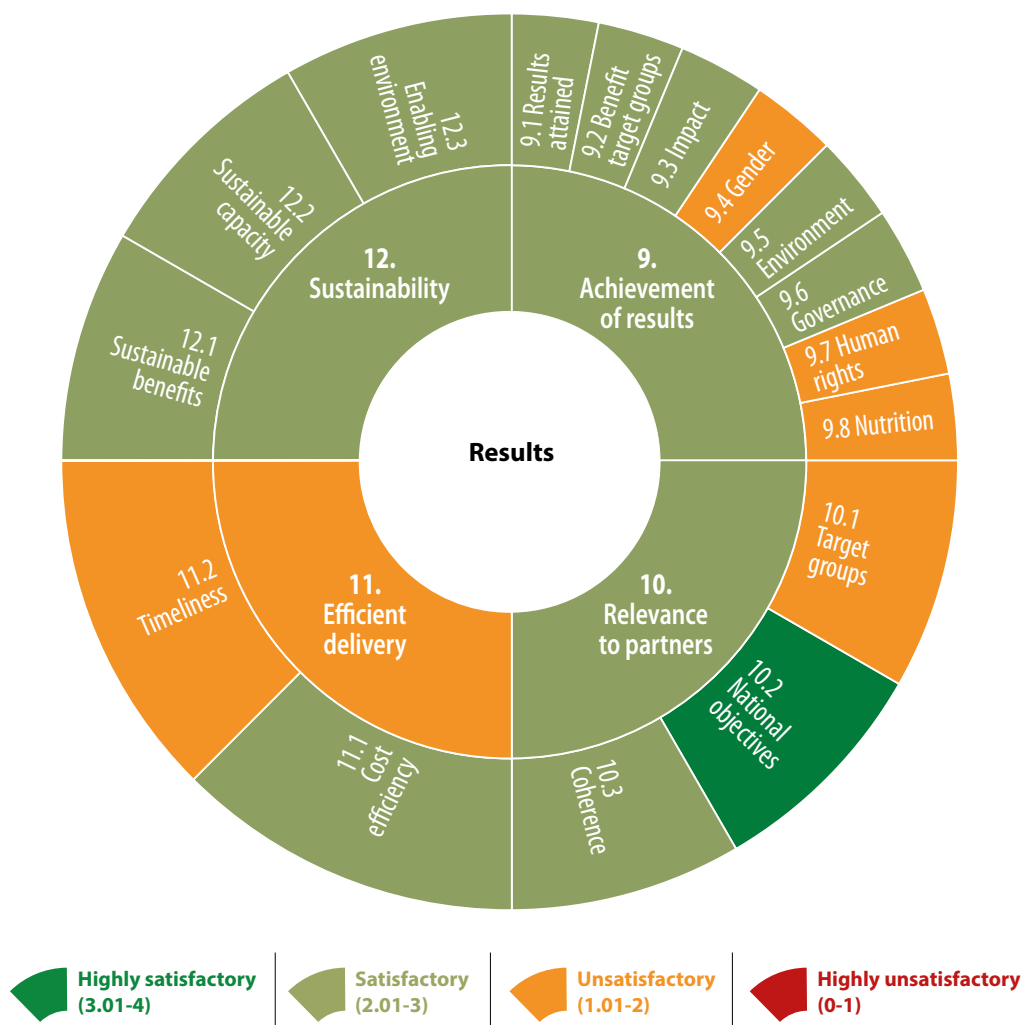 Results
9.
Achievement
of results
9.1 Results
attained
9.2 Benefit
target groups
9.3 Impact
9.4 Gender
9.5
Environment
9.6
Governance
9.7 Human
rights
9.8 Nutrition
10.
Relevance
to partners
10.1
Target
groups
10.2
National
objectives
10.3
Coherence
11.
Efficient
delivery
11.1
Cost
efficiency
11.2
Timeliness
12.
Sustainability
12.1
Sustainable
benefits
12.2
Sustainable
capacity
12.3
Enabling
environment
Highly satisfactory
(3.01-4)
Satisfactory
(2.01-3)
Unsatisfactory
(1.01-2)
Highly unsatisfactory
(0-1)